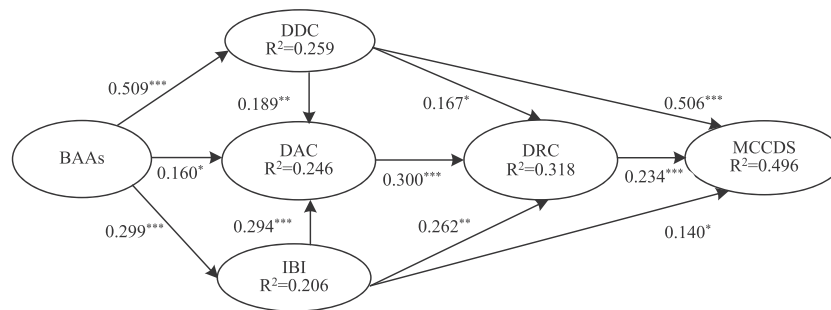 DDC
R²=0.259
0.509***
0.189**
0.167*
0.506***
BAAs
0.160*
DAC
R²=0.246
0.300***
DRC
R²=0.318
0.234***
MCCDS
R²=0.496
0.299***
0.294***
0.262**
0.140*
IBI
R²=0.206